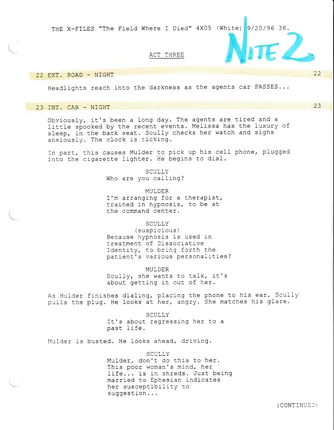 THE X-FILES "The Field Where I Died" 4X05 (White) 9/20/96 36.
NITE 2
ACT THREE
22 EXT. ROAD - NIGHT 22
Headlights reach into the darkness as the agents car PASSES...
23 INT. CAR - NIGHT 23
Obviously, it's been a long day. The agents are tired and a
little spooked by the recent events. Melissa has the luxury of
sleep, in the back seat. Scully checks her watch and sighs
anxiously. The clock is ticking.
In part, this causes Mulder to pick up his cell phone, plugged
into the cigarette lighter. He begins to dial.
SCULLY
Who are you calling?
MULDER
I'm arranging for a therapist,
trained in hypnosis, to be at
the command center.
SCULLY
(suspicious)
Because hypnosis is used in
treatment of Dissociative
Identity, to bring forth the
patient's various personalities?
MULDER
Scully, she wants to talk, it's
about getting it out of her.
As Mulder finishes dialing, placing the phone to his ear, Scully
pulls the plug. He looks at her, angry. She matches his glare.
SCULLY
It's about regressing her to a
past life.
Mulder is busted. He looks ahead, driving.
SCULLY
Mulder, don't do this to her.
This poor woman's mind, her
life... is in shreds. Just being
married to Ephesian indicates
her susceptibility to
suggestion...
(CONTINUED)